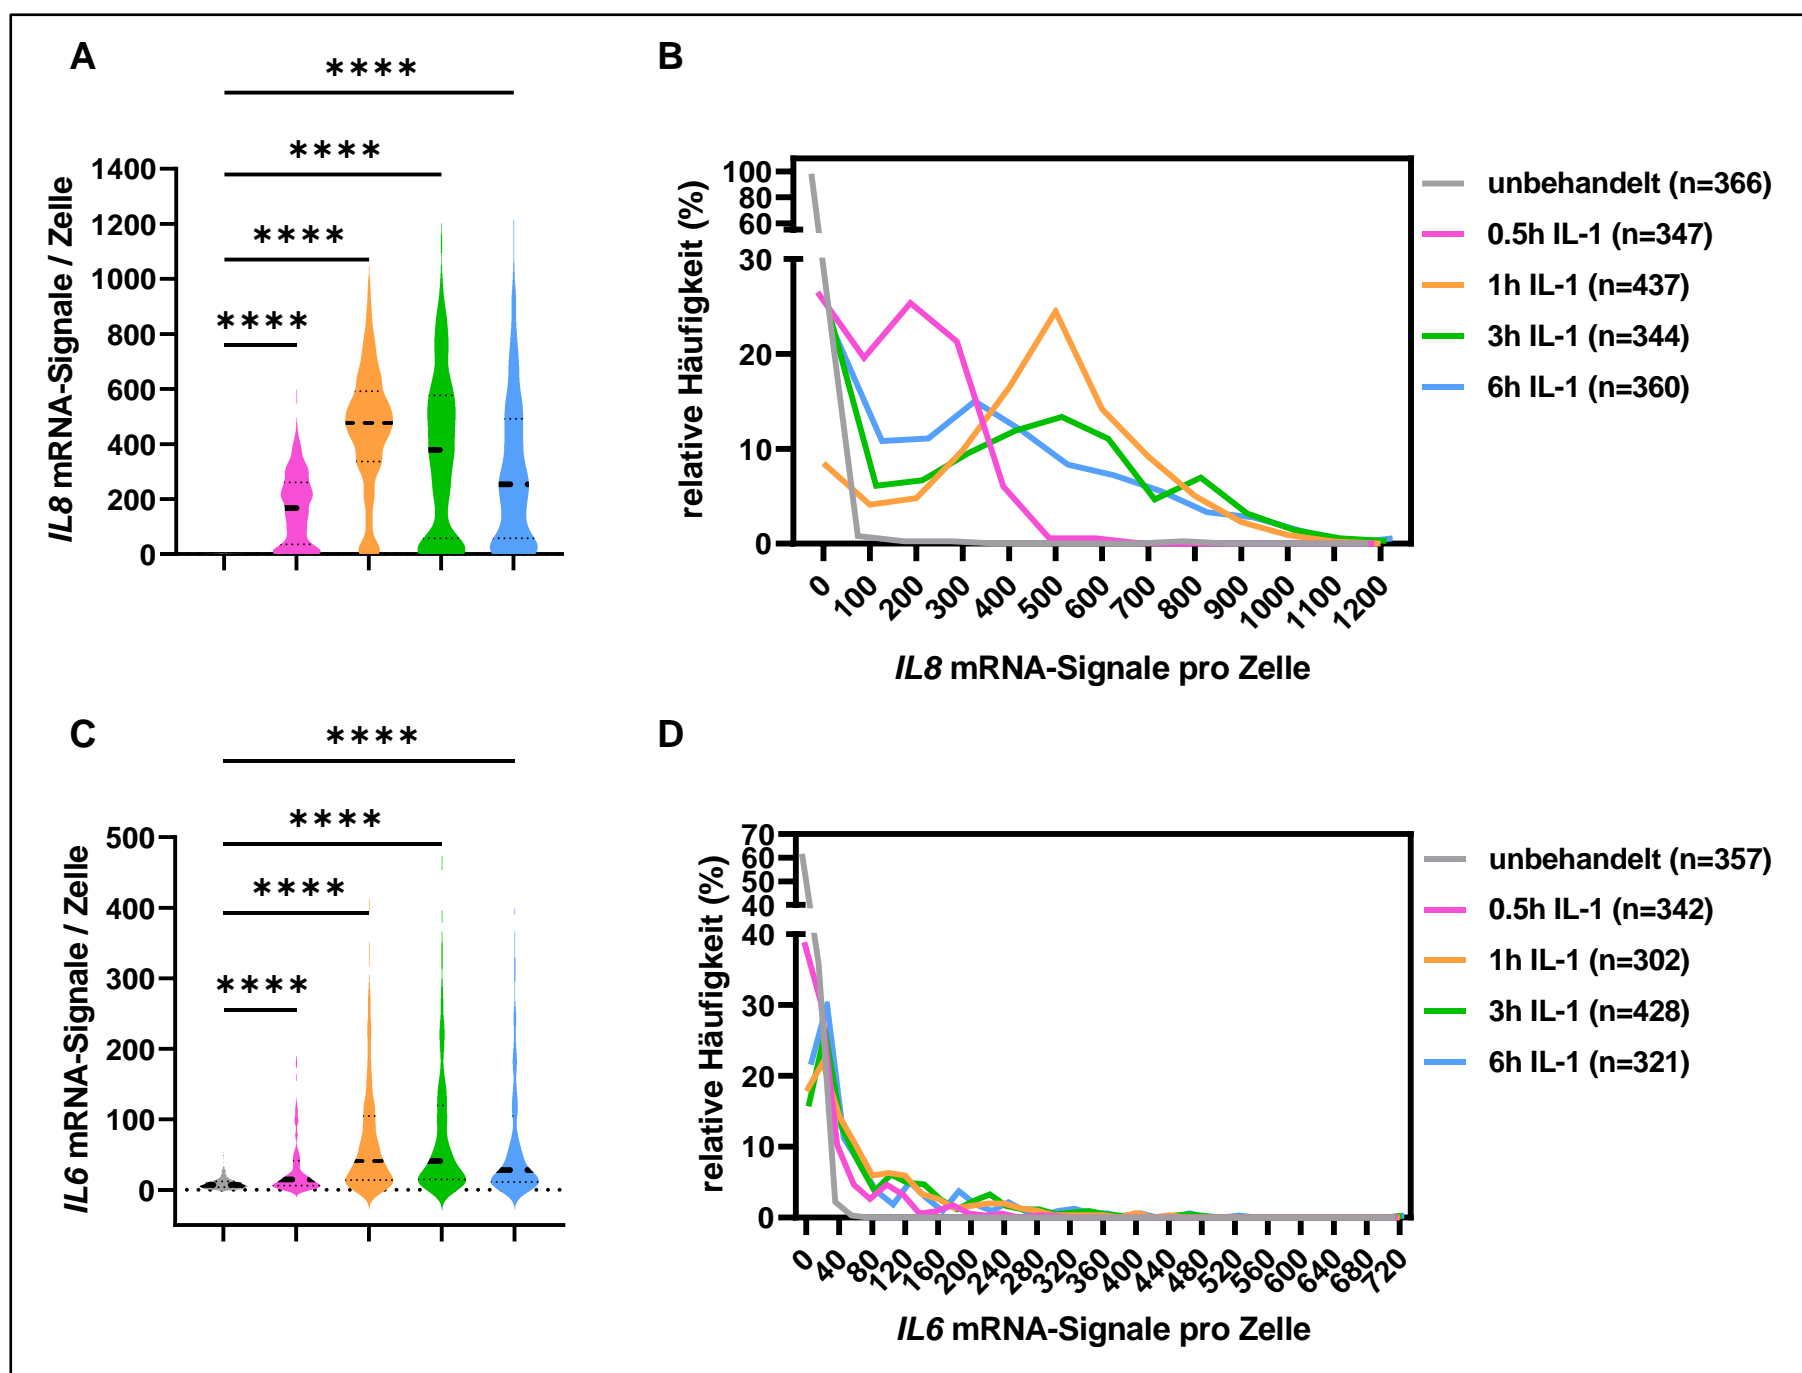 A
****
****
****
****
IL8 mRNA-Signale / Zelle
1400
1200
1000
800
600
400
200
0
B
relative Häufigkeit (%)
100
80
60
30
20
10
0
0 100 200 300 400 500 600 700 800 900 1000 1100 1200
IL8 mRNA-Signale pro Zelle
unbehandelt (n=366)
0.5h IL-1 (n=347)
1h IL-1 (n=437)
3h IL-1 (n=344)
6h IL-1 (n=360)
C
****
****
****
****
IL6 mRNA-Signale / Zelle
500
400
300
200
100
0
D
relative Häufigkeit (%)
70
60
50
40
40
30
20
10
0
0 40 80 120 160 200 240 280 320 360 400 440 480 520 560 600 640 680 720
IL6 mRNA-Signale pro Zelle
unbehandelt (n=357)
0.5h IL-1 (n=342)
1h IL-1 (n=302)
3h IL-1 (n=428)
6h IL-1 (n=321)